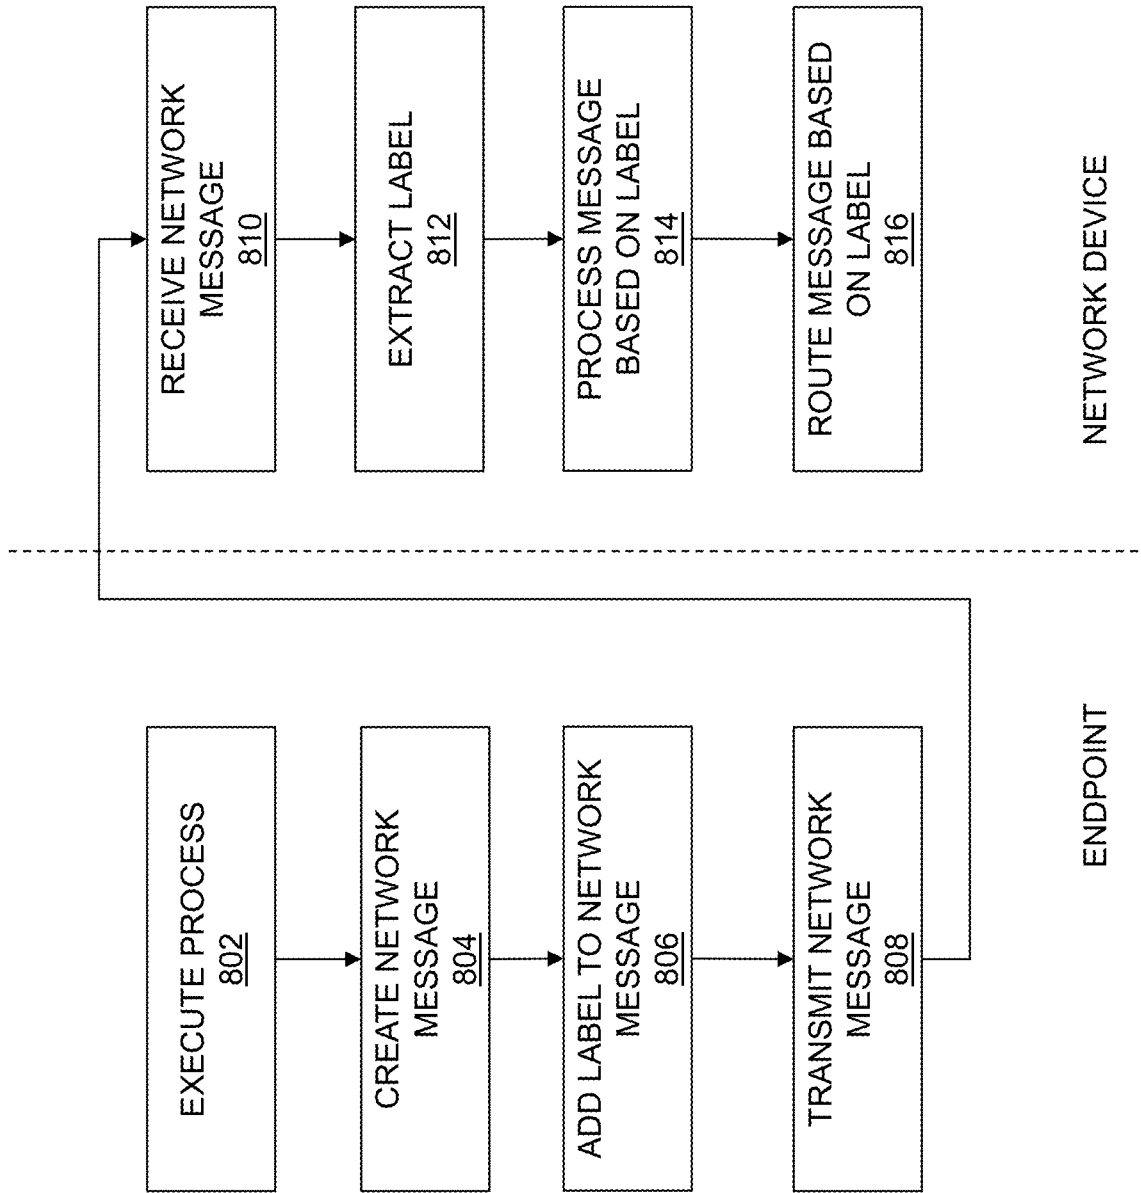 EXECUTE PROCESS
802
CREATE NETWORK
MESSAGE
804
ADD LABEL TO NETWORK
MESSAGE
806
TRANSMIT NETWORK
MESSAGE
808
ENDPOINT
RECEIVE NETWORK
MESSAGE
810
EXTRACT LABEL
812
PROCESS MESSAGE
BASED ON LABEL
814
ROUTE MESSAGE BASED
ON LABEL
816
NETWORK DEVICE